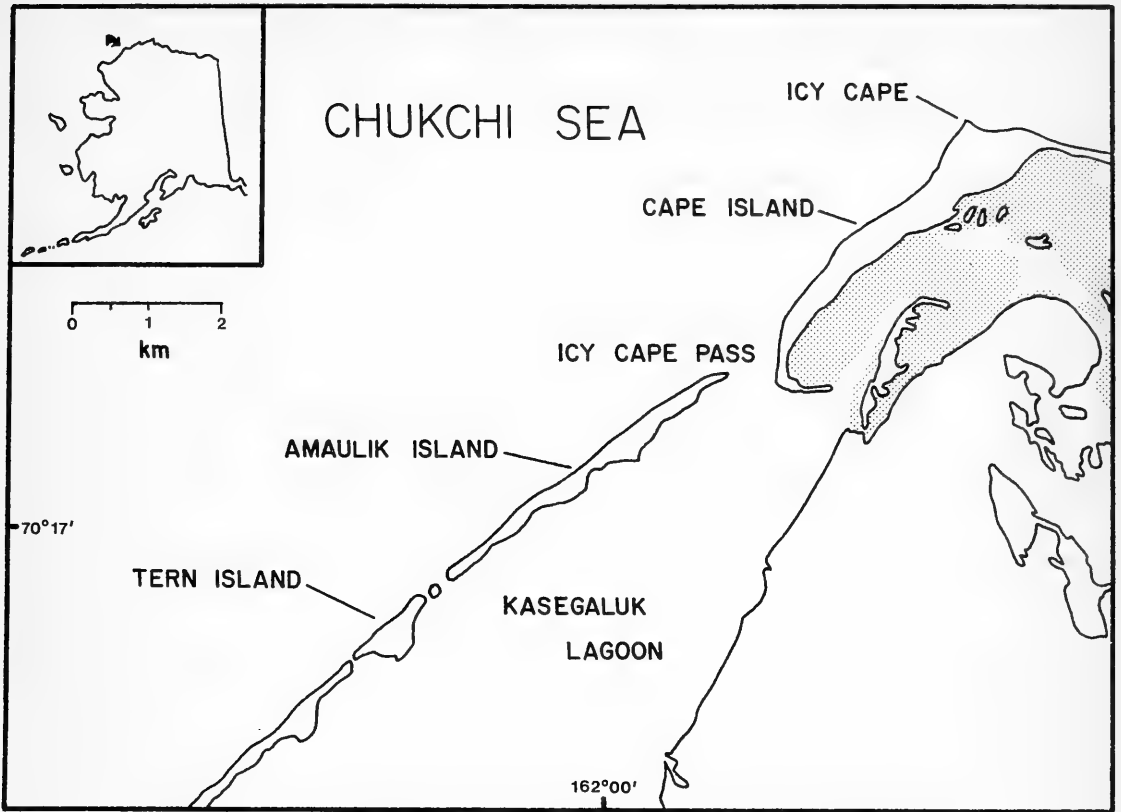 CHUKCHI SEA
ICY CAPE
CAPE ISLAND
0 1 2
km
ICY CAPE PASS
AMAULIK ISLAND
70°17'
TERN ISLAND
KASEGALUK
LAGOON
162°00'